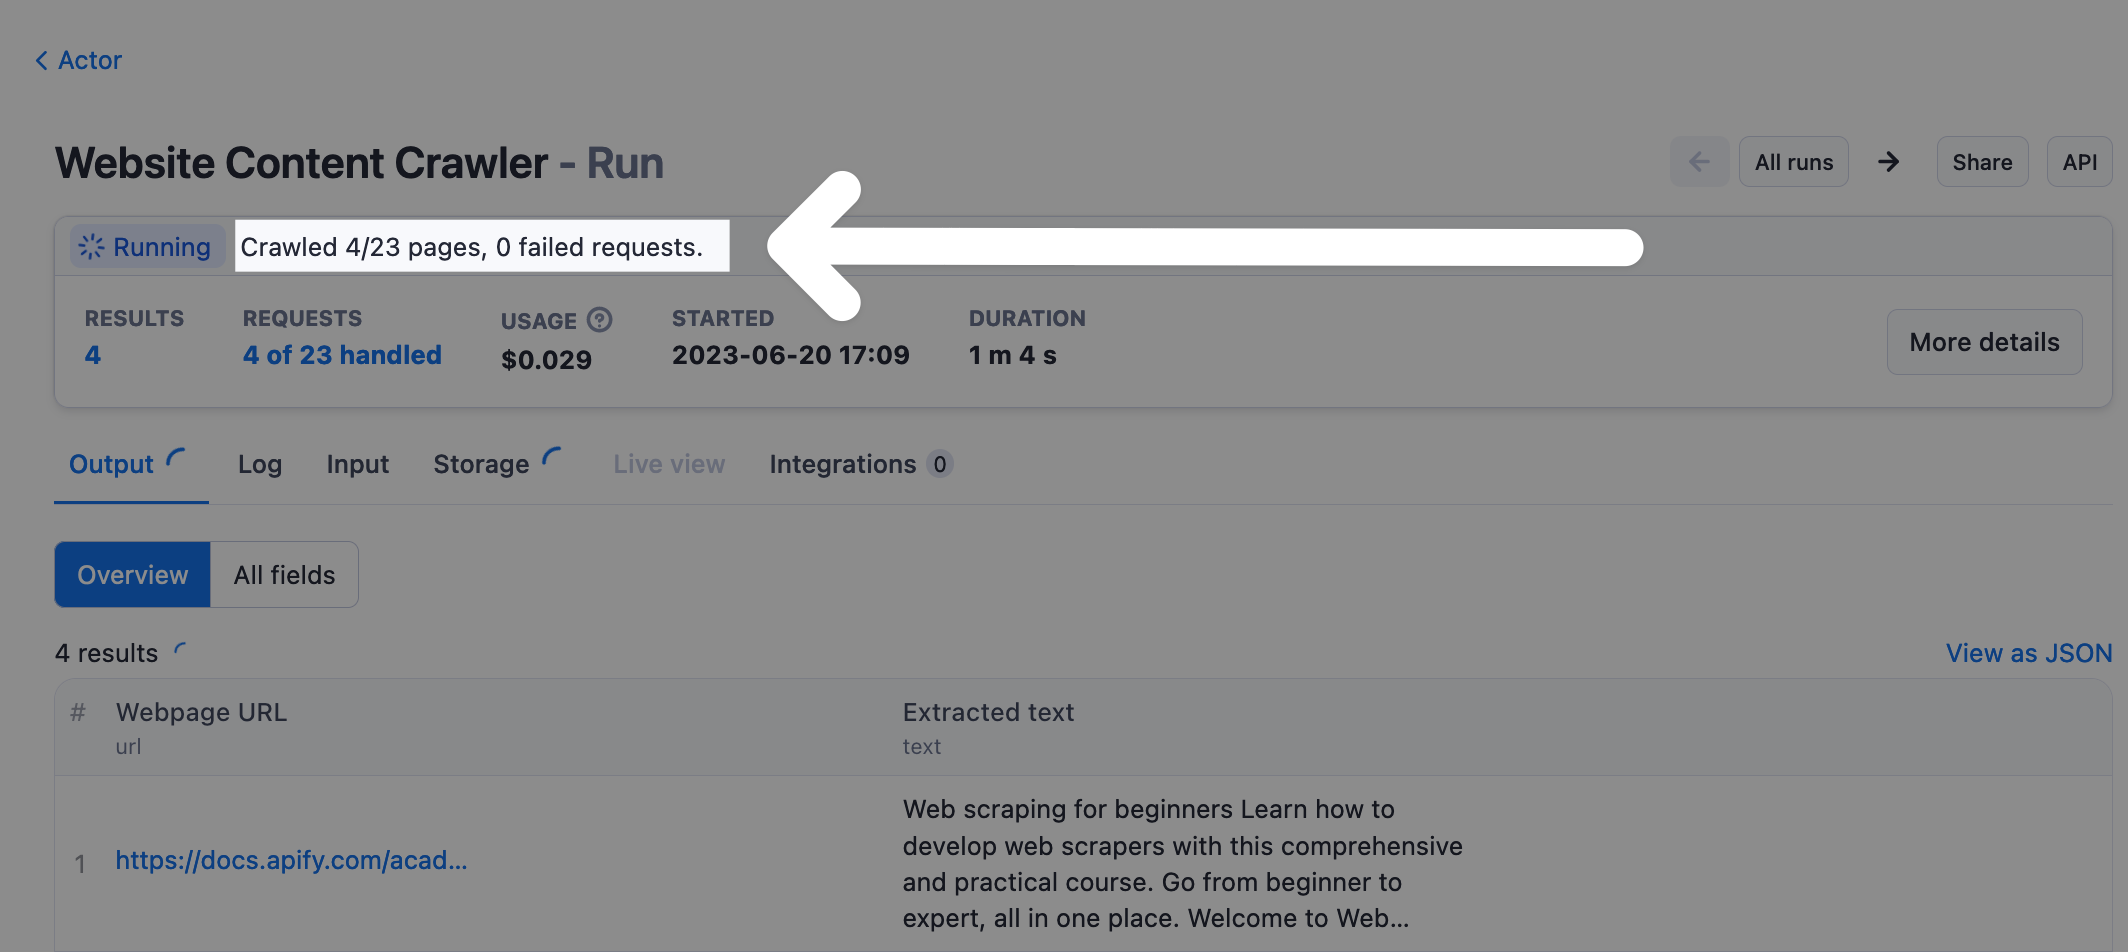 Actor
Website Content Crawler - Run
All runs
Share
API
Running
Crawled 4/23 pages, 0 failed requests.
RESULTS
4
REQUESTS
4 of 23 handled
USAGE ?
$0.029
STARTED
2023-06-20 17:09
DURATION
1 m 4 s
More details
Output
Log
Input
Storage
Live view
Integrations 0
Overview
All fields
4 results
View as JSON
# Webpage URL
url
Extracted text
text
1
https://docs.apify.com/acad...
Web scraping for beginners Learn how to
develop web scrapers with this comprehensive
and practical course. Go from beginner to
expert, all in one place. Welcome to Web...